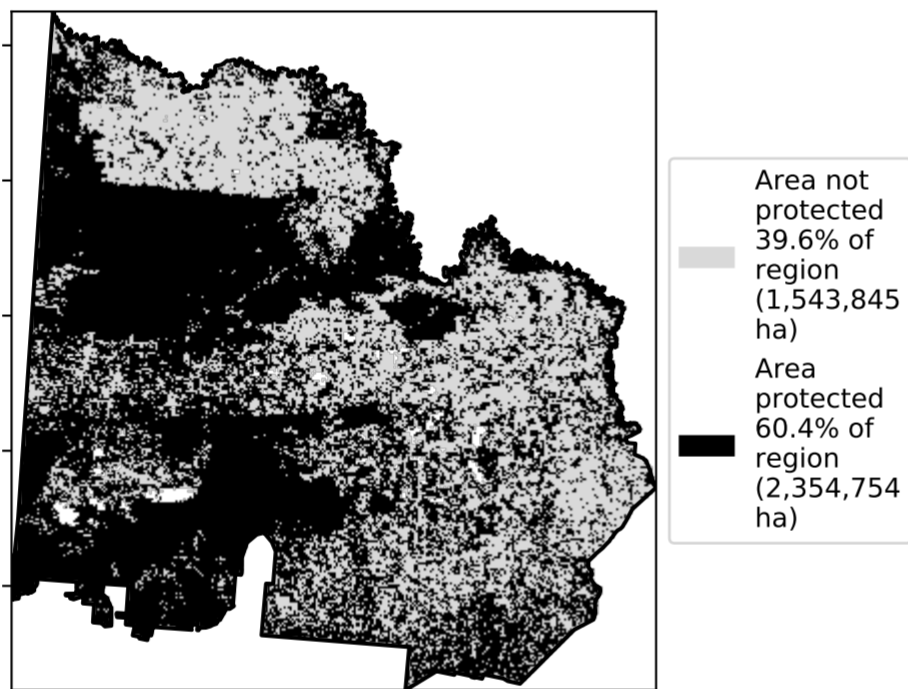 Area not
protected
39.6% of
region
(1,543,845
ha)
Area
protected
60.4% of
region
(2,354,754
ha)